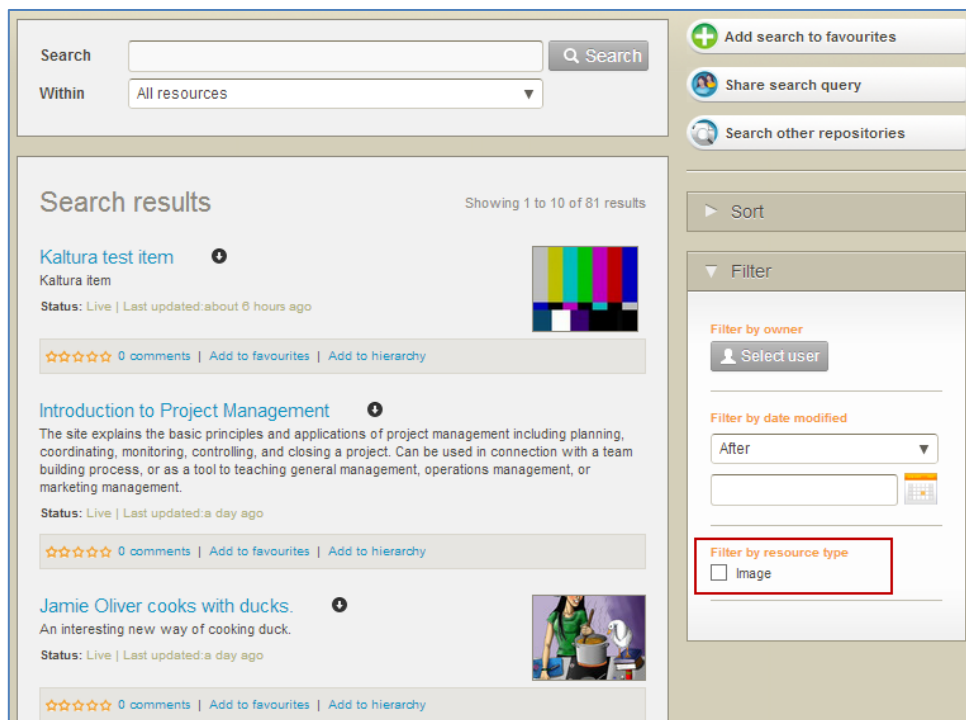 Search
Search
Within
All resources
Add search to favourites
Share search query
Search other repositories
Search results
Showing 1 to 10 of 81 results
Kaltura test item
Kaltura item
Status: Live | Last updated:about 6 hours ago
0 comments | Add to favourites | Add to hierarchy
Introduction to Project Management
The site explains the basic principles and applications of project management including planning,
coordinating, monitoring, controlling, and closing a project. Can be used in connection with a team
building process, or as a tool to teaching general management, operations management, or
marketing management.
Status: Live | Last updated:a day ago
0 comments | Add to favourites | Add to hierarchy
Jamie Oliver cooks with ducks.
An interesting new way of cooking duck.
Status: Live | Last updated:a day ago
0 comments | Add to favourites | Add to hierarchy
Sort
Filter
Filter by owner
Select user
Filter by date modified
After
Filter by resource type
Image